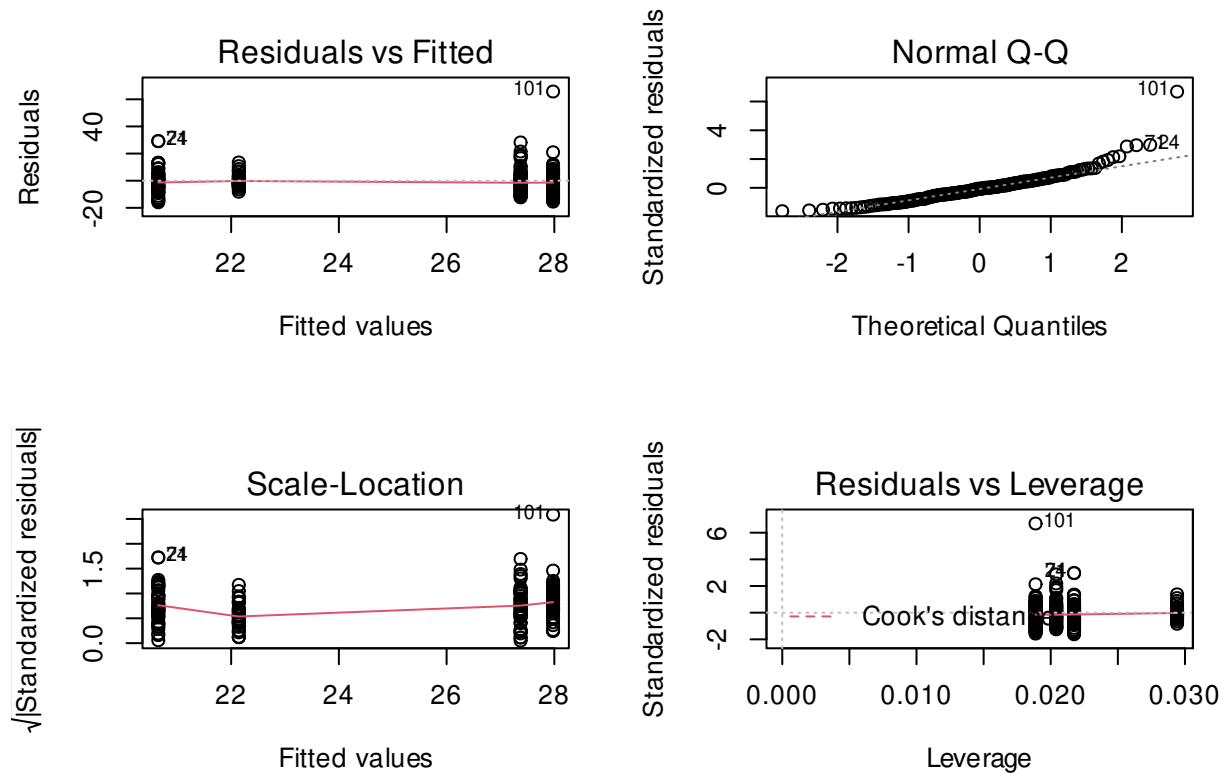 Residuals vs Fitted
Residuals
40
-20
101
24
22 24 26 28
Fitted values
Normal Q-Q
Standardized residuals
4
0
101
24
-2 -1 0 1 2
Theoretical Quantiles
Scale-Location
√|Standardized residuals|
1.5
0.0
101
24
22 24 26 28
Fitted values
Residuals vs Leverage
Standardized residuals
6
2
-2
101
Cook's distance
0.000 0.010 0.020 0.030
Leverage